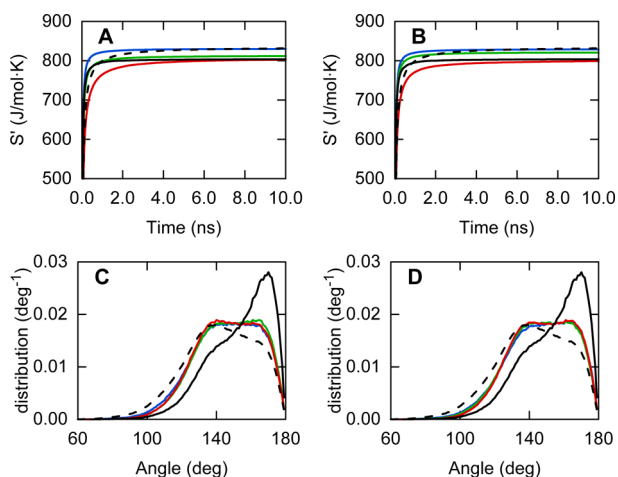 A
900
800
700
600
500
S' (J/mol·K)
0.0 2.0 4.0 6.0 8.0 10.0
Time (ns)
B
900
800
700
600
500
S' (J/mol·K)
0.0 2.0 4.0 6.0 8.0 10.0
Time (ns)
C
0.03
0.02
0.01
0.00
distribution (deg⁻¹)
60 100 140 180
Angle (deg)
D
0.03
0.02
0.01
0.00
distribution (deg⁻¹)
60 100 140 180
Angle (deg)